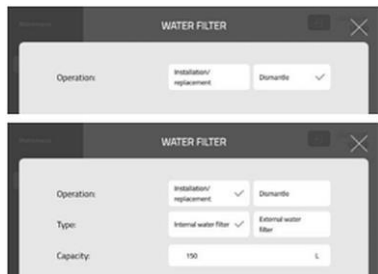 WATER FILTER
Operation:
Installation/
replacement
Dismantle
WATER FILTER
Operation:
Installation/
replacement
Dismantle
Type:
Internal water filter
External water
filter
Capacity:
150
L